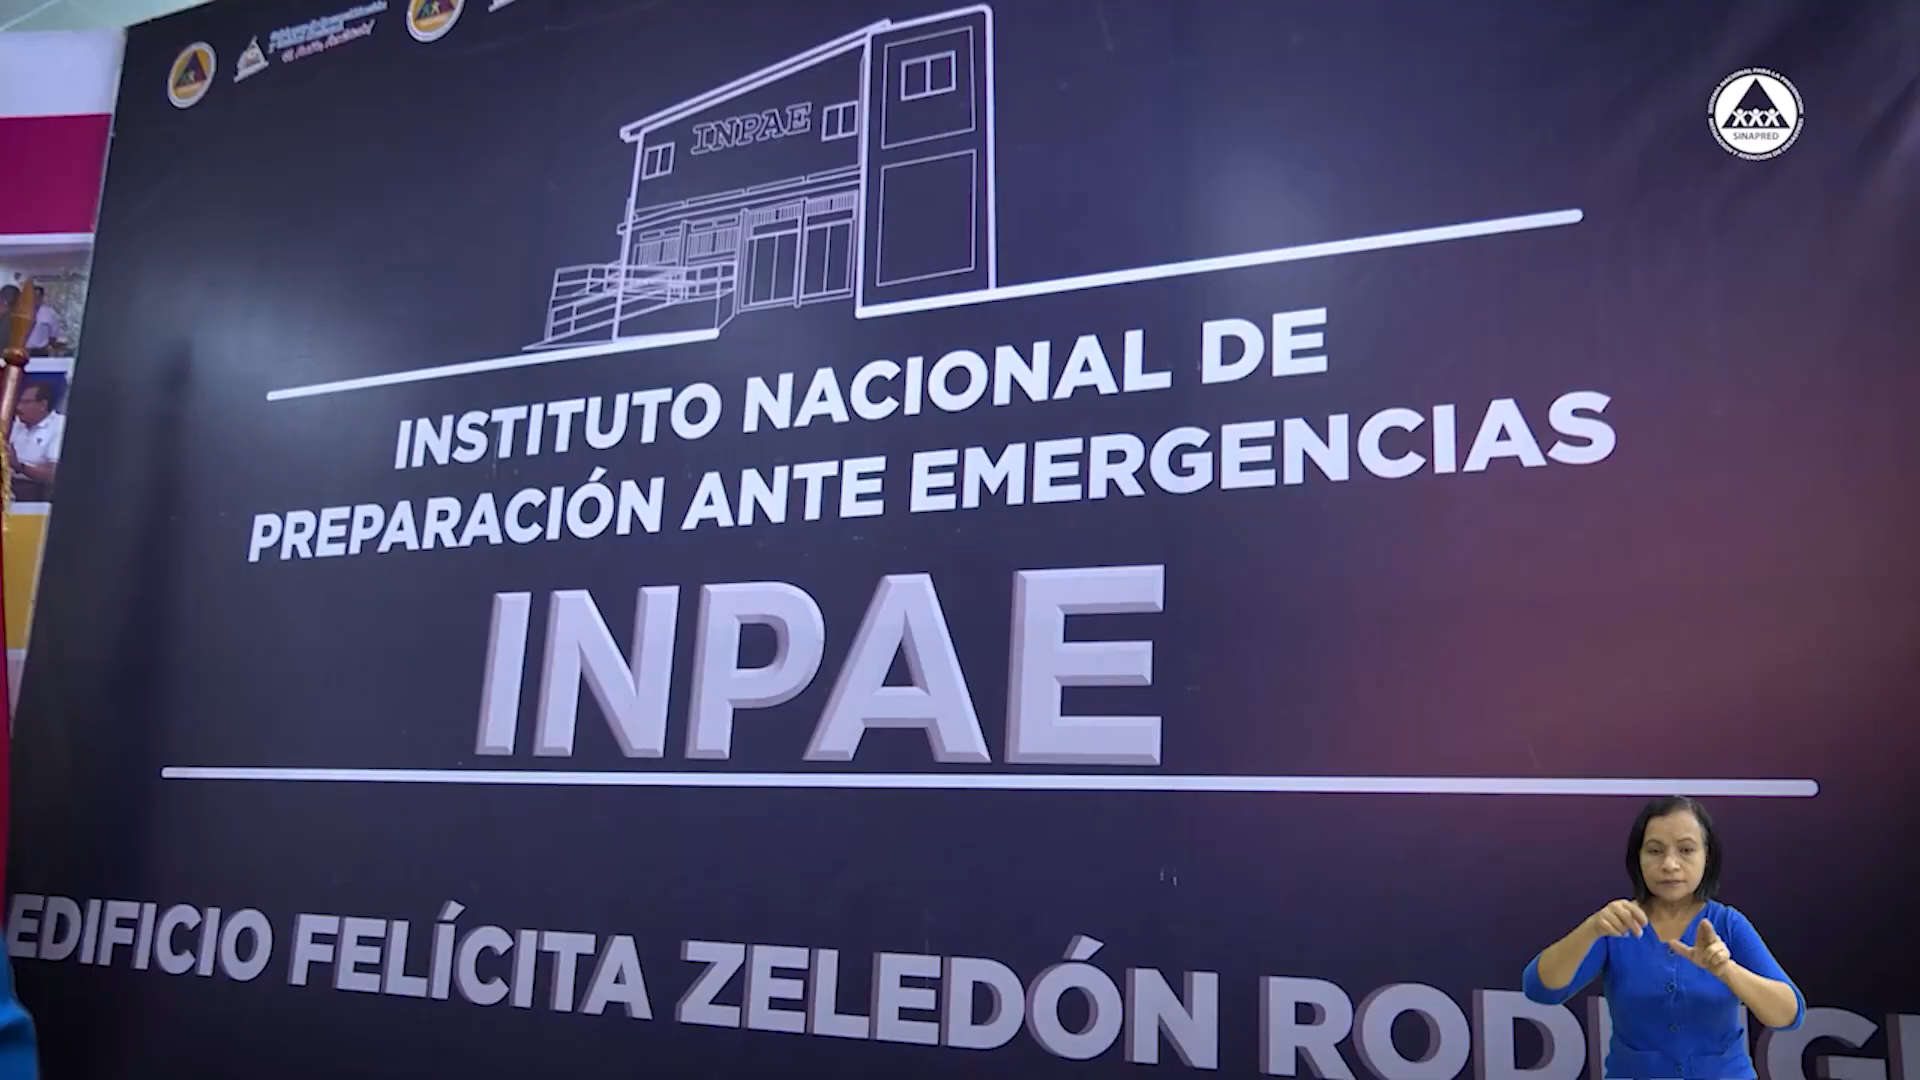 INPAE
SINAPRED
INSTITUTO NACIONAL DE
PREPARACIÓN ANTE EMERGENCIAS
INPAE
EDIFICIO FELÍCITA ZELEDÓN